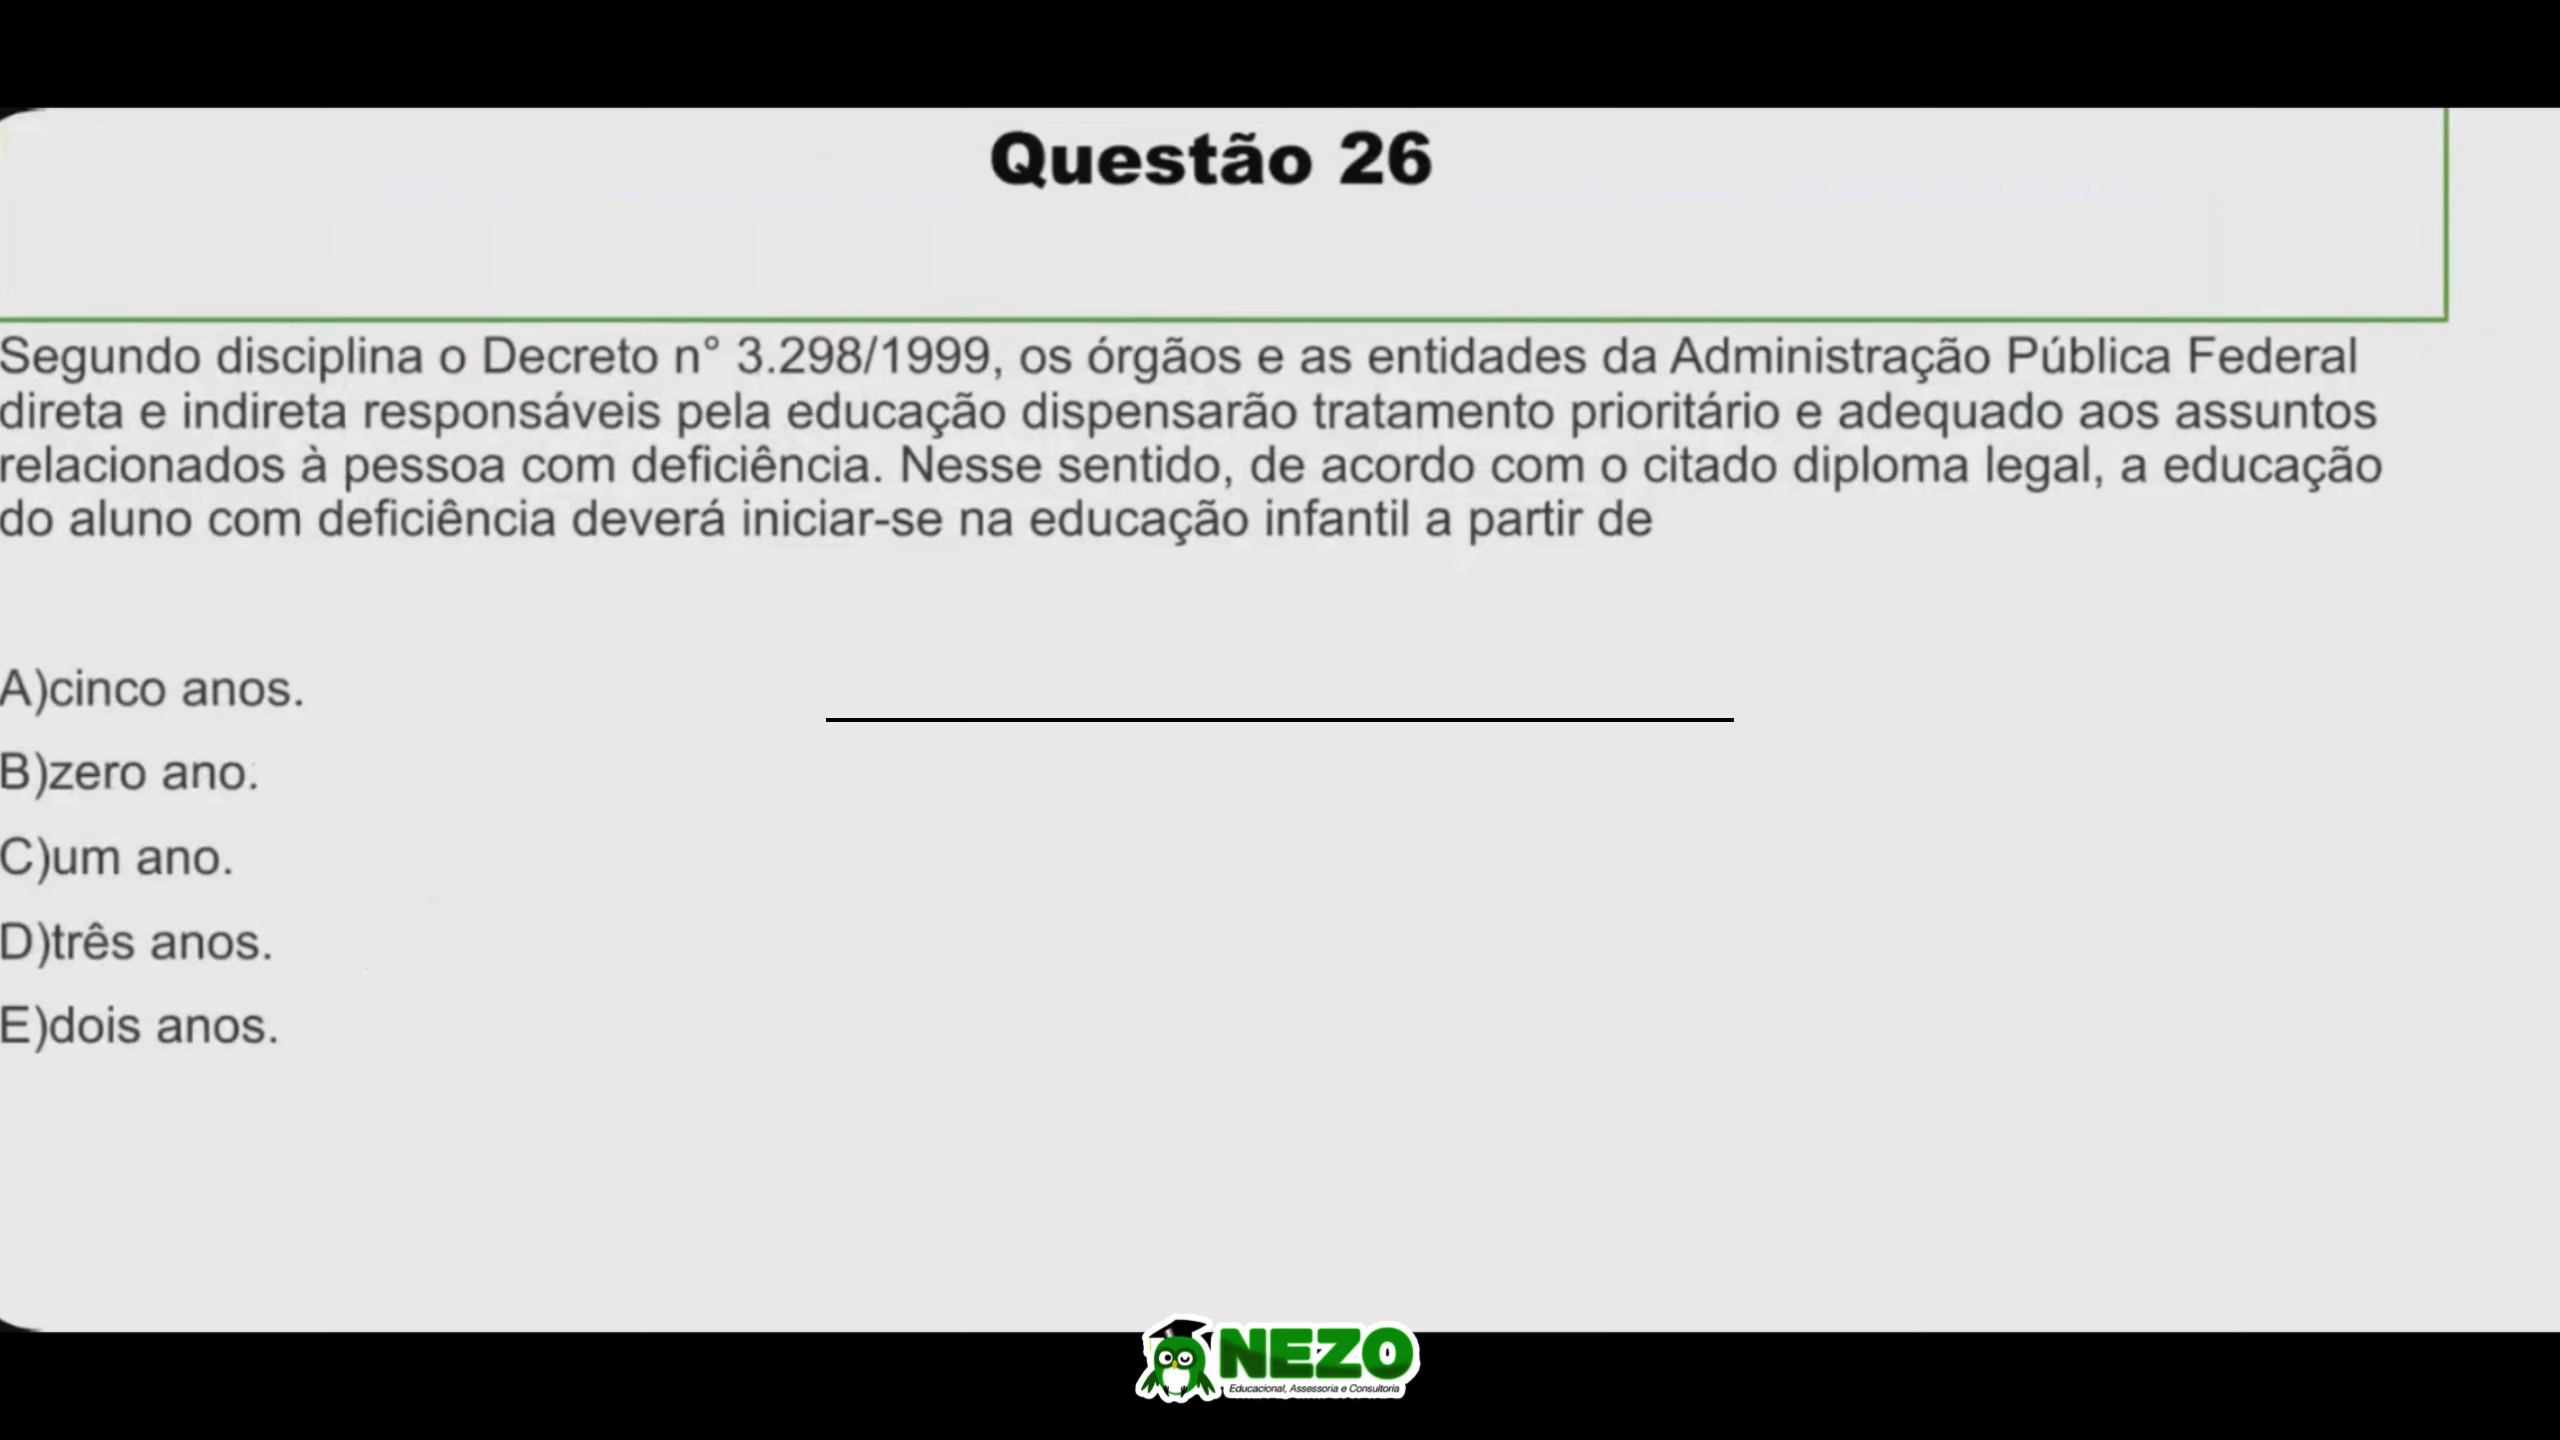 Questão 26
Segundo disciplina o Decreto n° 3.298/1999, os órgãos e as entidades da Administração Pública Federal
direta e indireta responsáveis pela educação dispensarão tratamento prioritário e adequado aos assuntos
relacionados à pessoa com deficiência. Nesse sentido, de acordo com o citado diploma legal, a educação
do aluno com deficiência deverá iniciar-se na educação infantil a partir de
A)cinco anos.
B)zero ano.
C)um ano.
D)três anos.
E)dois anos.
NEZO
Educacional, Assessoria e Consultoria